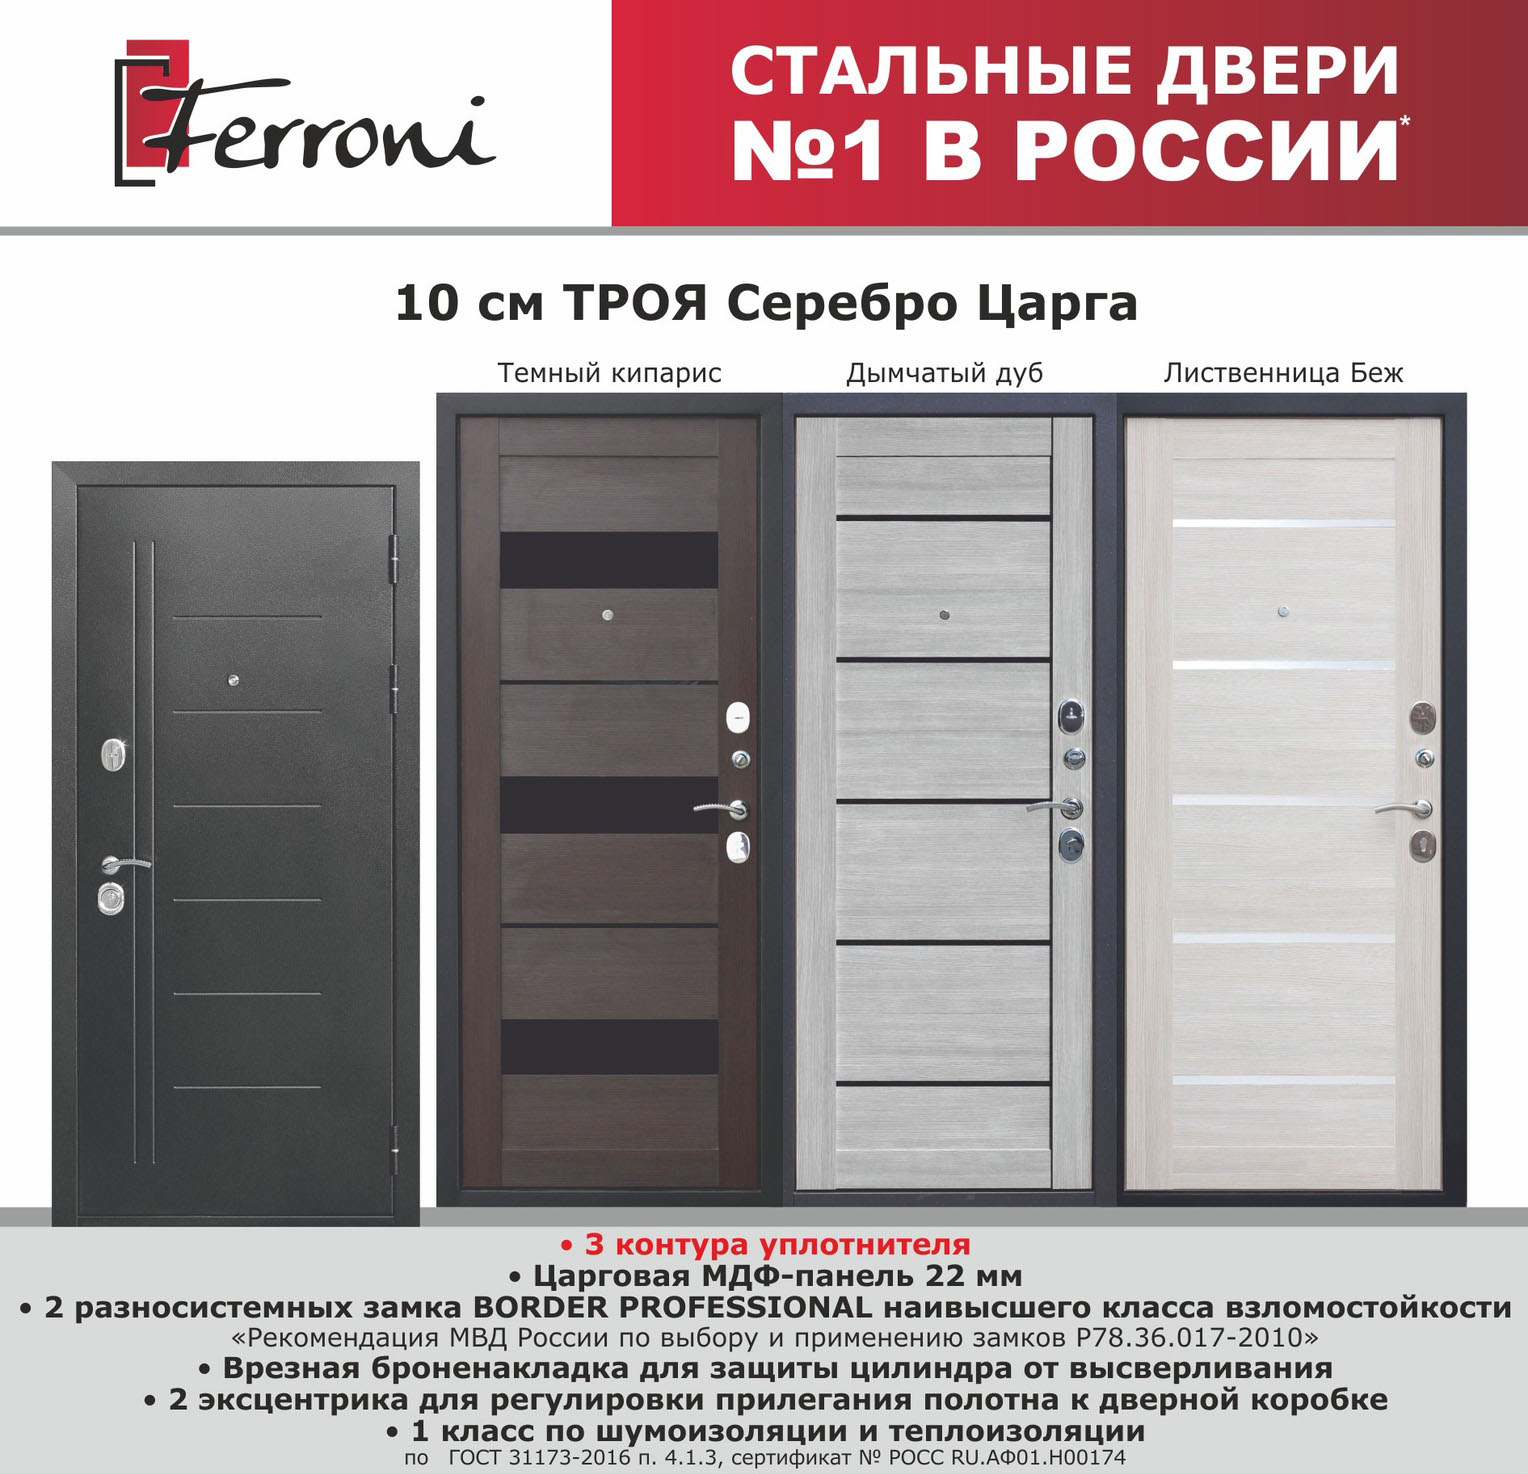 Ferroni
СТАЛЬНЫЕ ДВЕРИ
№1 В РОССИИ*
10 см ТРОЯ Серебро Царга
Темный кипарис
Дымчатый дуб
Лиственница Беж
• 3 контура уплотнителя
• Царговая МДФ-панель 22 мм
• 2 разносистемных замка BORDER PROFESSIONAL наивысшего класса взломостойкости
«Рекомендация МВД России по выбору и применению замков Р78.36.017-2010»
• Врезная броненакладка для защиты цилиндра от высверливания
• 2 эксцентрика для регулировки прилегания полотна к дверной коробке
• 1 класс по шумоизоляции и теплоизоляции
по ГОСТ 31173-2016 п. 4.1.3, сертификат № РОСС RU.АФ01.Н00174